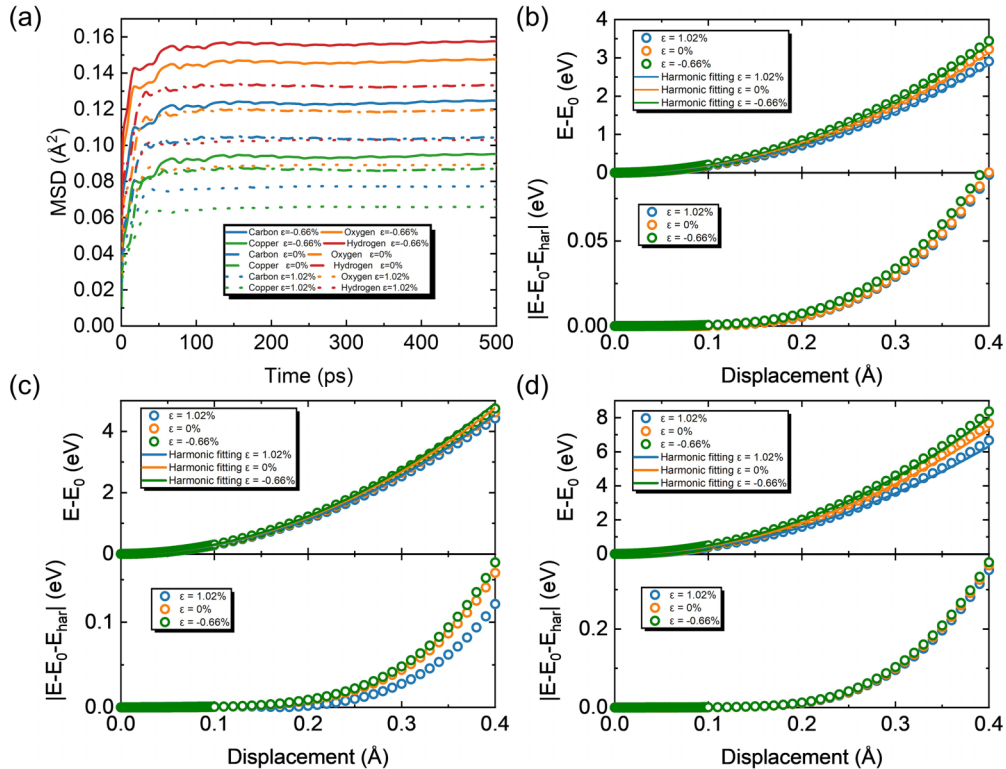 (a)
MSD (Å²)
0.16
0.14
0.12
0.10
0.08
0.06
0.04
0.02
0.00
Carbon ε=-0.66% Oxygen ε=-0.66%
Copper ε=-0.66% Hydrogen ε=-0.66%
Carbon ε=0% Oxygen ε=0%
Copper ε=0% Hydrogen ε=0%
Carbon ε=1.02% Oxygen ε=1.02%
Copper ε=1.02% Hydrogen ε=1.02%
0 100 200 300 400 500
Time (ps)
(b)
E-E0 (eV)
4
3
2
1
0
ε = 1.02%
ε = 0%
ε = -0.66%
Harmonic fitting ε = 1.02%
Harmonic fitting ε = 0%
Harmonic fitting ε = -0.66%
|E-E0-Ehar| (eV)
0.05
0.00
ε = 1.02%
ε = 0%
ε = -0.66%
0.0 0.1 0.2 0.3 0.4
Displacement (Å)
(c)
E-E0 (eV)
4
2
0
ε = 1.02%
ε = 0%
ε = -0.66%
Harmonic fitting ε = 1.02%
Harmonic fitting ε = 0%
Harmonic fitting ε = -0.66%
|E-E0-Ehar| (eV)
0.1
0.0
ε = 1.02%
ε = 0%
ε = -0.66%
0.0 0.1 0.2 0.3 0.4
Displacement (Å)
(d)
E-E0 (eV)
8
6
4
2
0
ε = 1.02%
ε = 0%
ε = -0.66%
Harmonic fitting ε = 1.02%
Harmonic fitting ε = 0%
Harmonic fitting ε = -0.66%
|E-E0-Ehar| (eV)
0.2
0.0
ε = 1.02%
ε = 0%
ε = -0.66%
0.0 0.1 0.2 0.3 0.4
Displacement (Å)